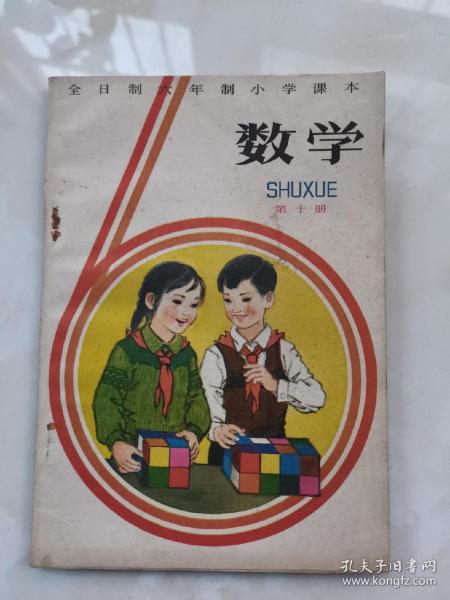 全日制六年制小学课本
数学
SHUXUE
第十册
孔夫子旧书网
www.kongfz.com